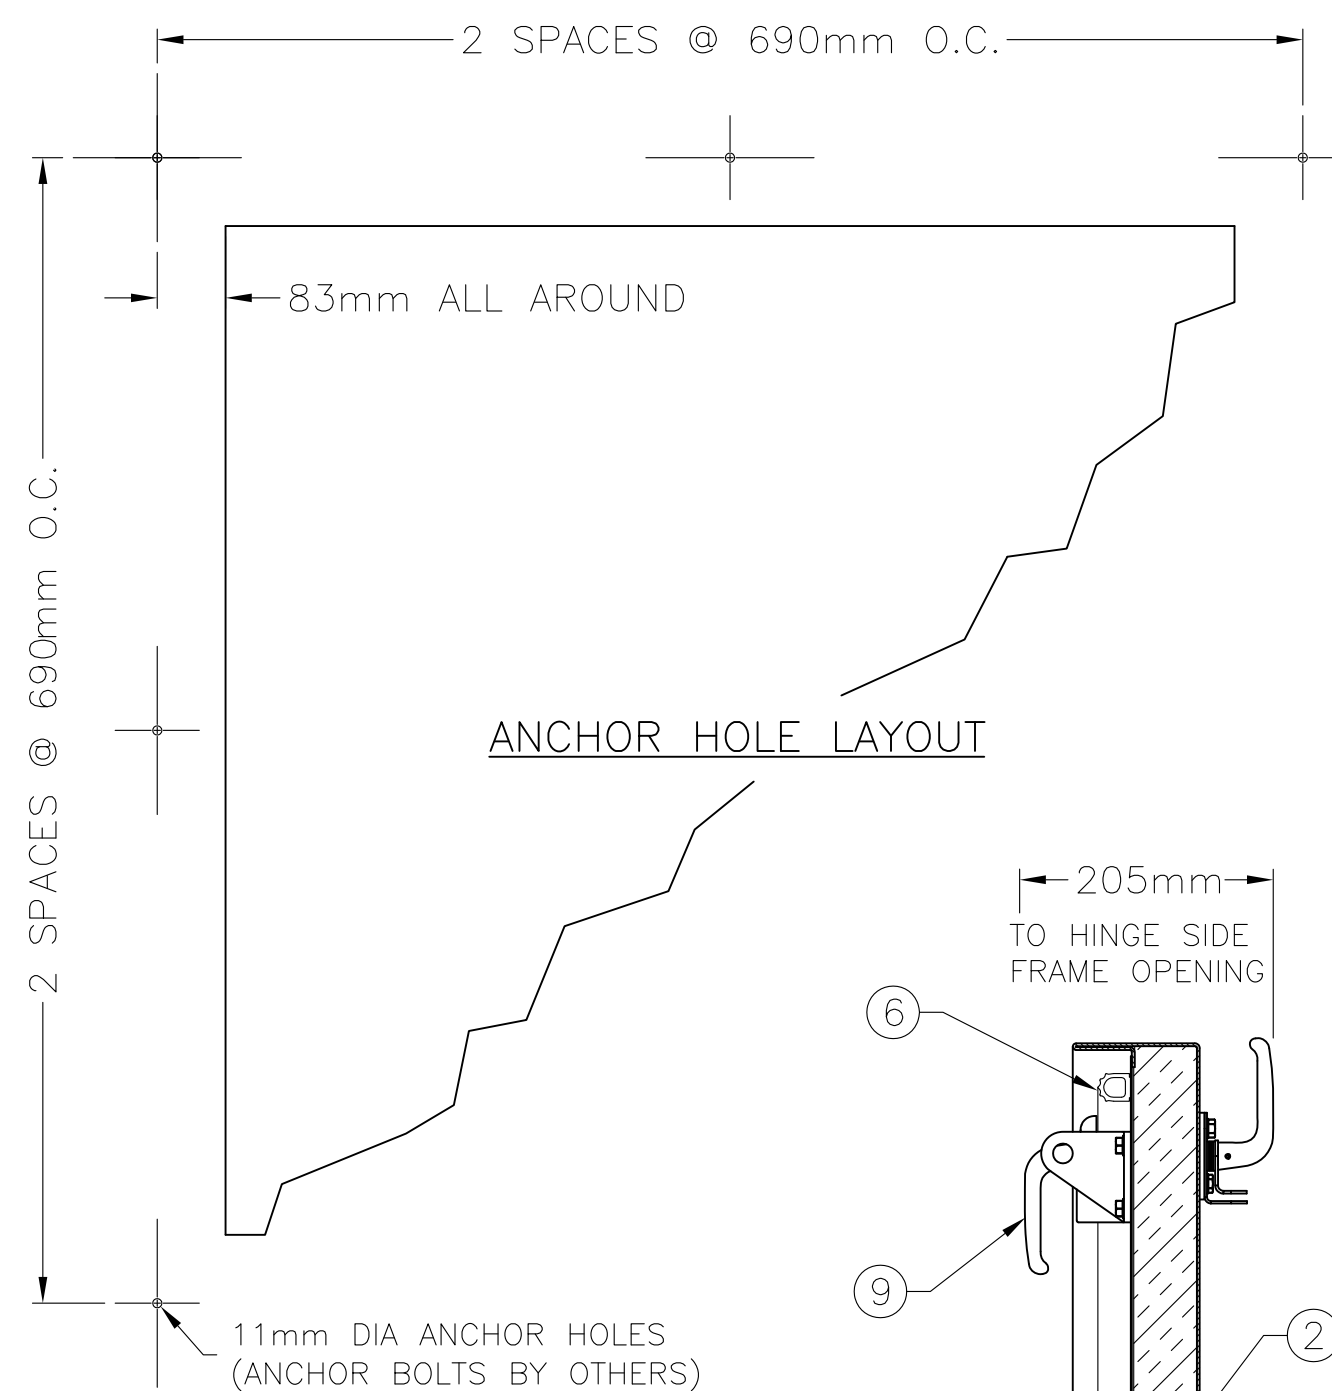 2 SPACES @ 690mm O.C.
83mm ALL AROUND
2 SPACES @ 690mm O.C.
ANCHOR HOLE LAYOUT
205mm
TO HINGE SIDE
FRAME OPENING
6
9
2
11mm DIA ANCHOR HOLES
(ANCHOR BOLTS BY OTHERS)